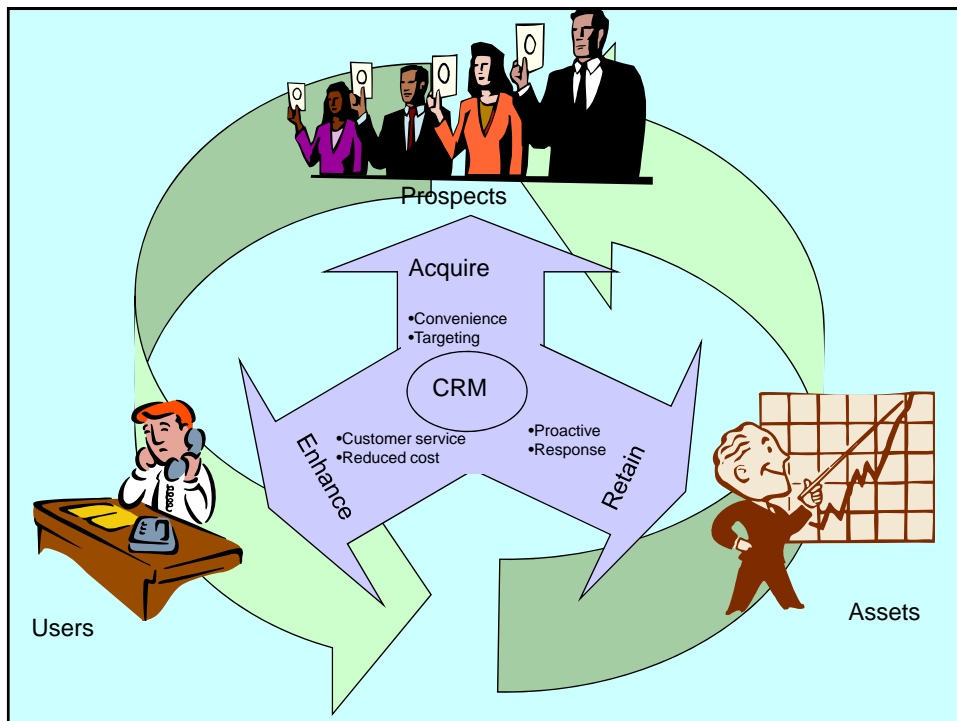 Prospects
Acquire
•Convenience
•Targeting
CRM
Enhance
•Customer service
•Reduced cost
•Proactive
•Response
Retain
Users
Assets